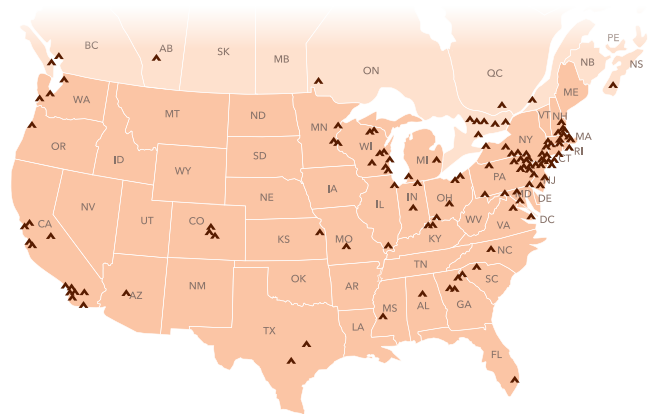 BC
AB
SK
MB
ON
QC
PE
NB
NS
WA
MT
ND
MN
WI
MI
NY
VT
NH
ME
MA
RI
CT
OR
ID
WY
SD
IA
NE
IL
IN
OH
PA
NJ
MD
DE
DC
CA
NV
UT
CO
KS
MO
KY
WV
VA
AZ
NM
OK
AR
TN
NC
SC
TX
LA
MS
AL
GA
FL